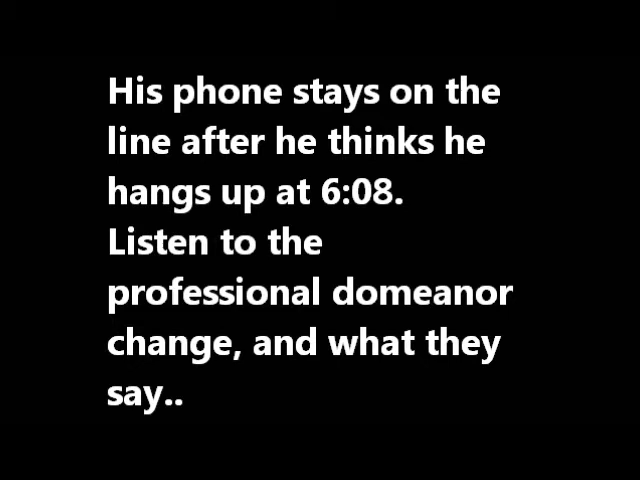 His phone stays on the
line after he thinks he
hangs up at 6:08.
Listen to the
professional domeanor
change, and what they
say..